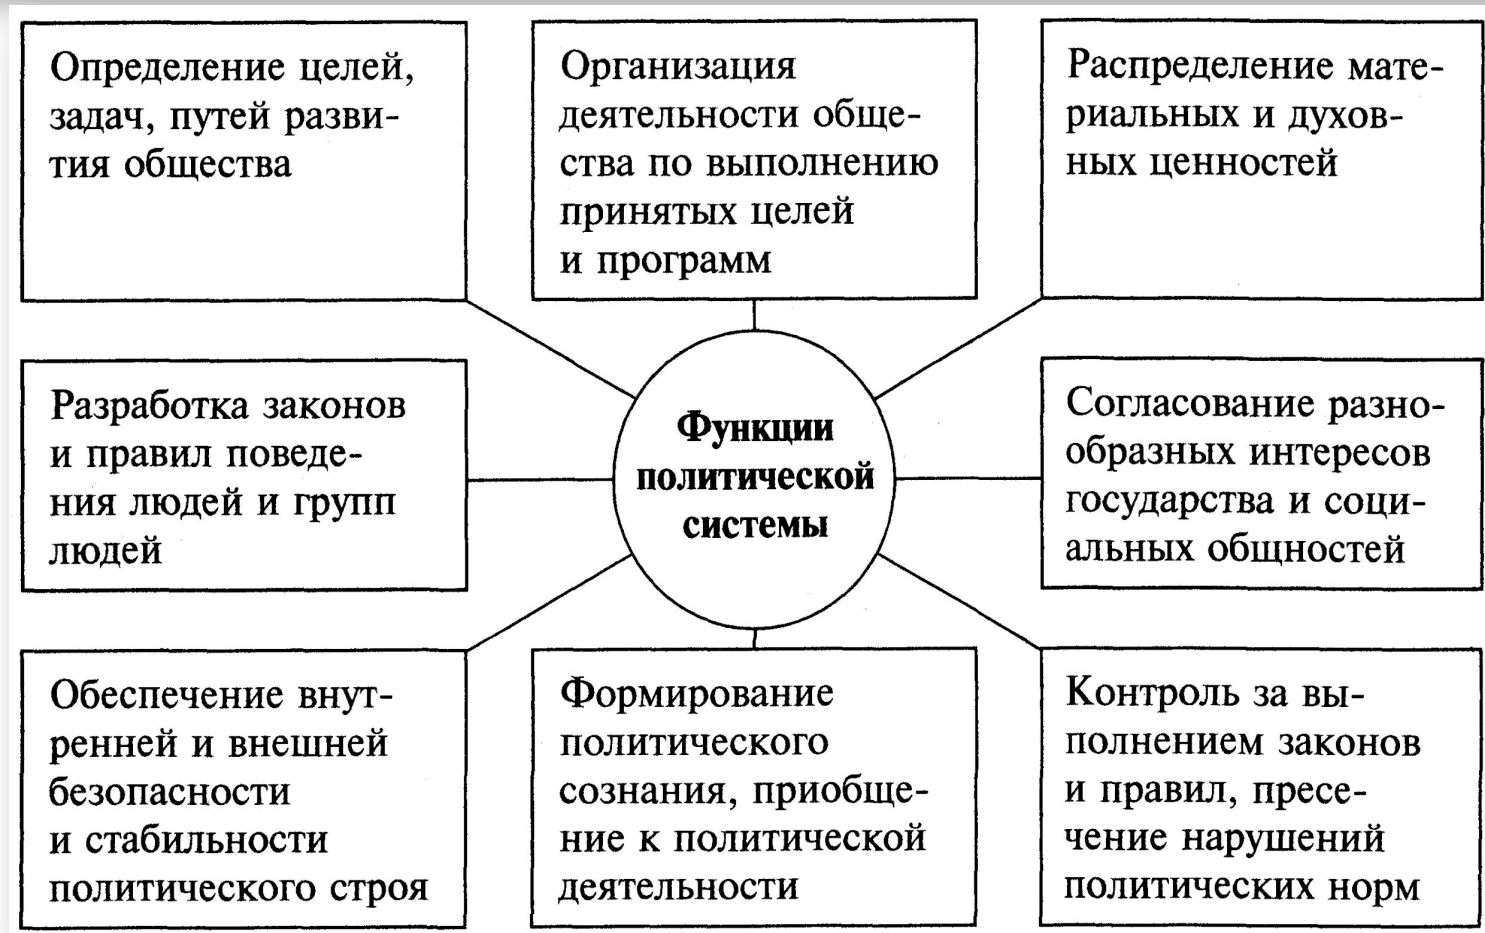 Определение целей,
задач, путей разви-
тия общества
Организация
деятельности обще-
ства по выполнению
принятых целей
и программ
Распределение мате-
риальных и духов-
ных ценностей
Разработка законов
и правил поведе-
ния людей и групп
людей
Функции
политической
системы
Согласование разно-
образных интересов
государства и соци-
альных общностей
Обеспечение внут-
ренней и внешней
безопасности
и стабильности
политического строя
Формирование
политического
сознания, приобще-
ние к политической
деятельности
Контроль за вы-
полнением законов
и правил, пресе-
чение нарушений
политических норм